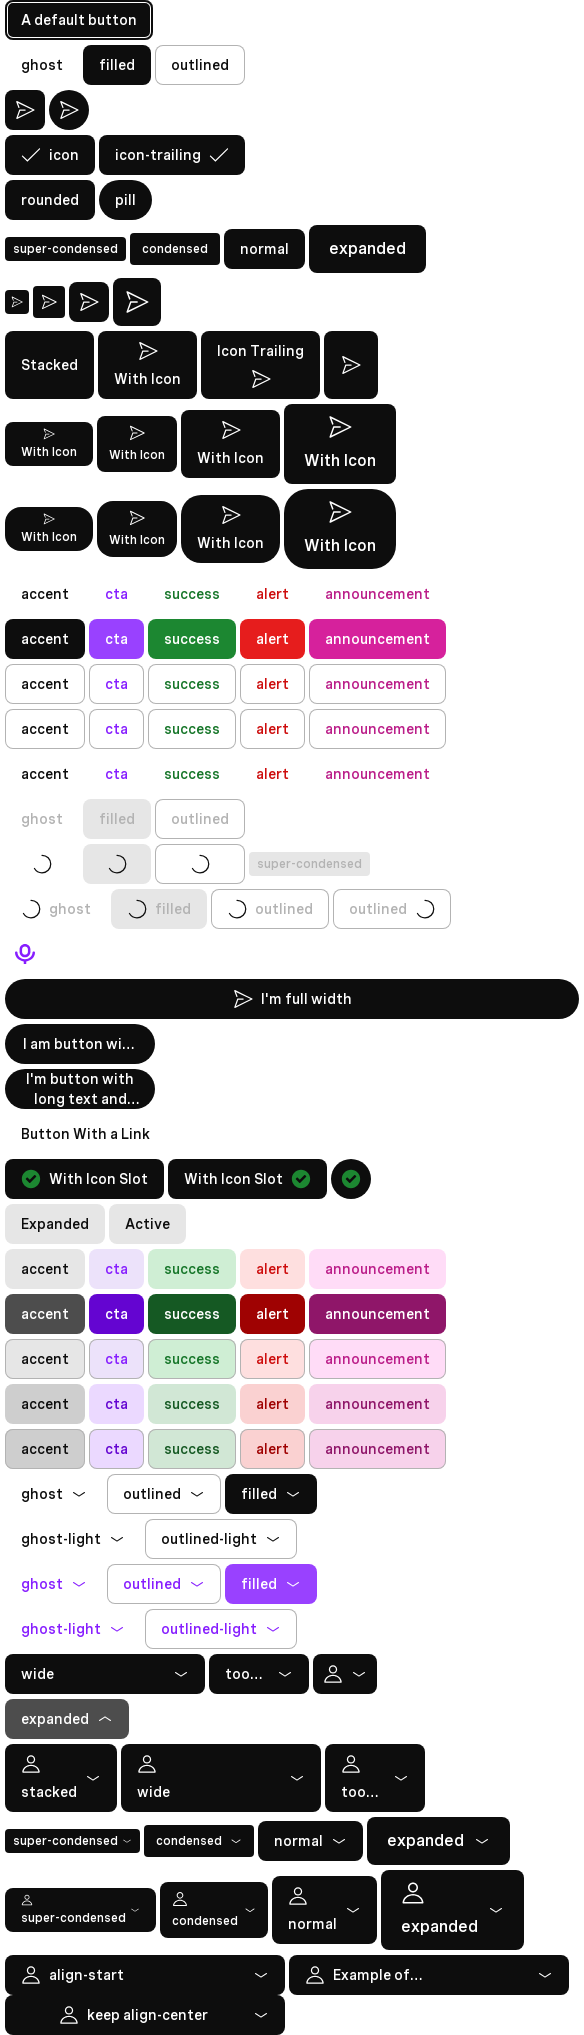 A default button
ghost filled outlined
icon icon-trailing
rounded pill
super-condensed condensed normal expanded
Stacked With Icon Icon Trailing
With Icon With Icon With Icon With Icon
With Icon With Icon With Icon With Icon
accent cta success alert announcement
accent cta success alert announcement
accent cta success alert announcement
accent cta success alert announcement
accent cta success alert announcement
ghost filled outlined
super-condensed
ghost filled outlined outlined
I'm full width
I am button wi...
I'm button with
long text and...
Button With a Link
With Icon Slot With Icon Slot
Expanded Active
accent cta success alert announcement
accent cta success alert announcement
accent cta success alert announcement
accent cta success alert announcement
accent cta success alert announcement
ghost outlined filled
ghost-light outlined-light
ghost outlined filled
ghost-light outlined-light
wide too...
expanded
stacked wide too...
super-condensed condensed normal expanded
super-condensed condensed normal expanded
align-start Example of...
keep align-center